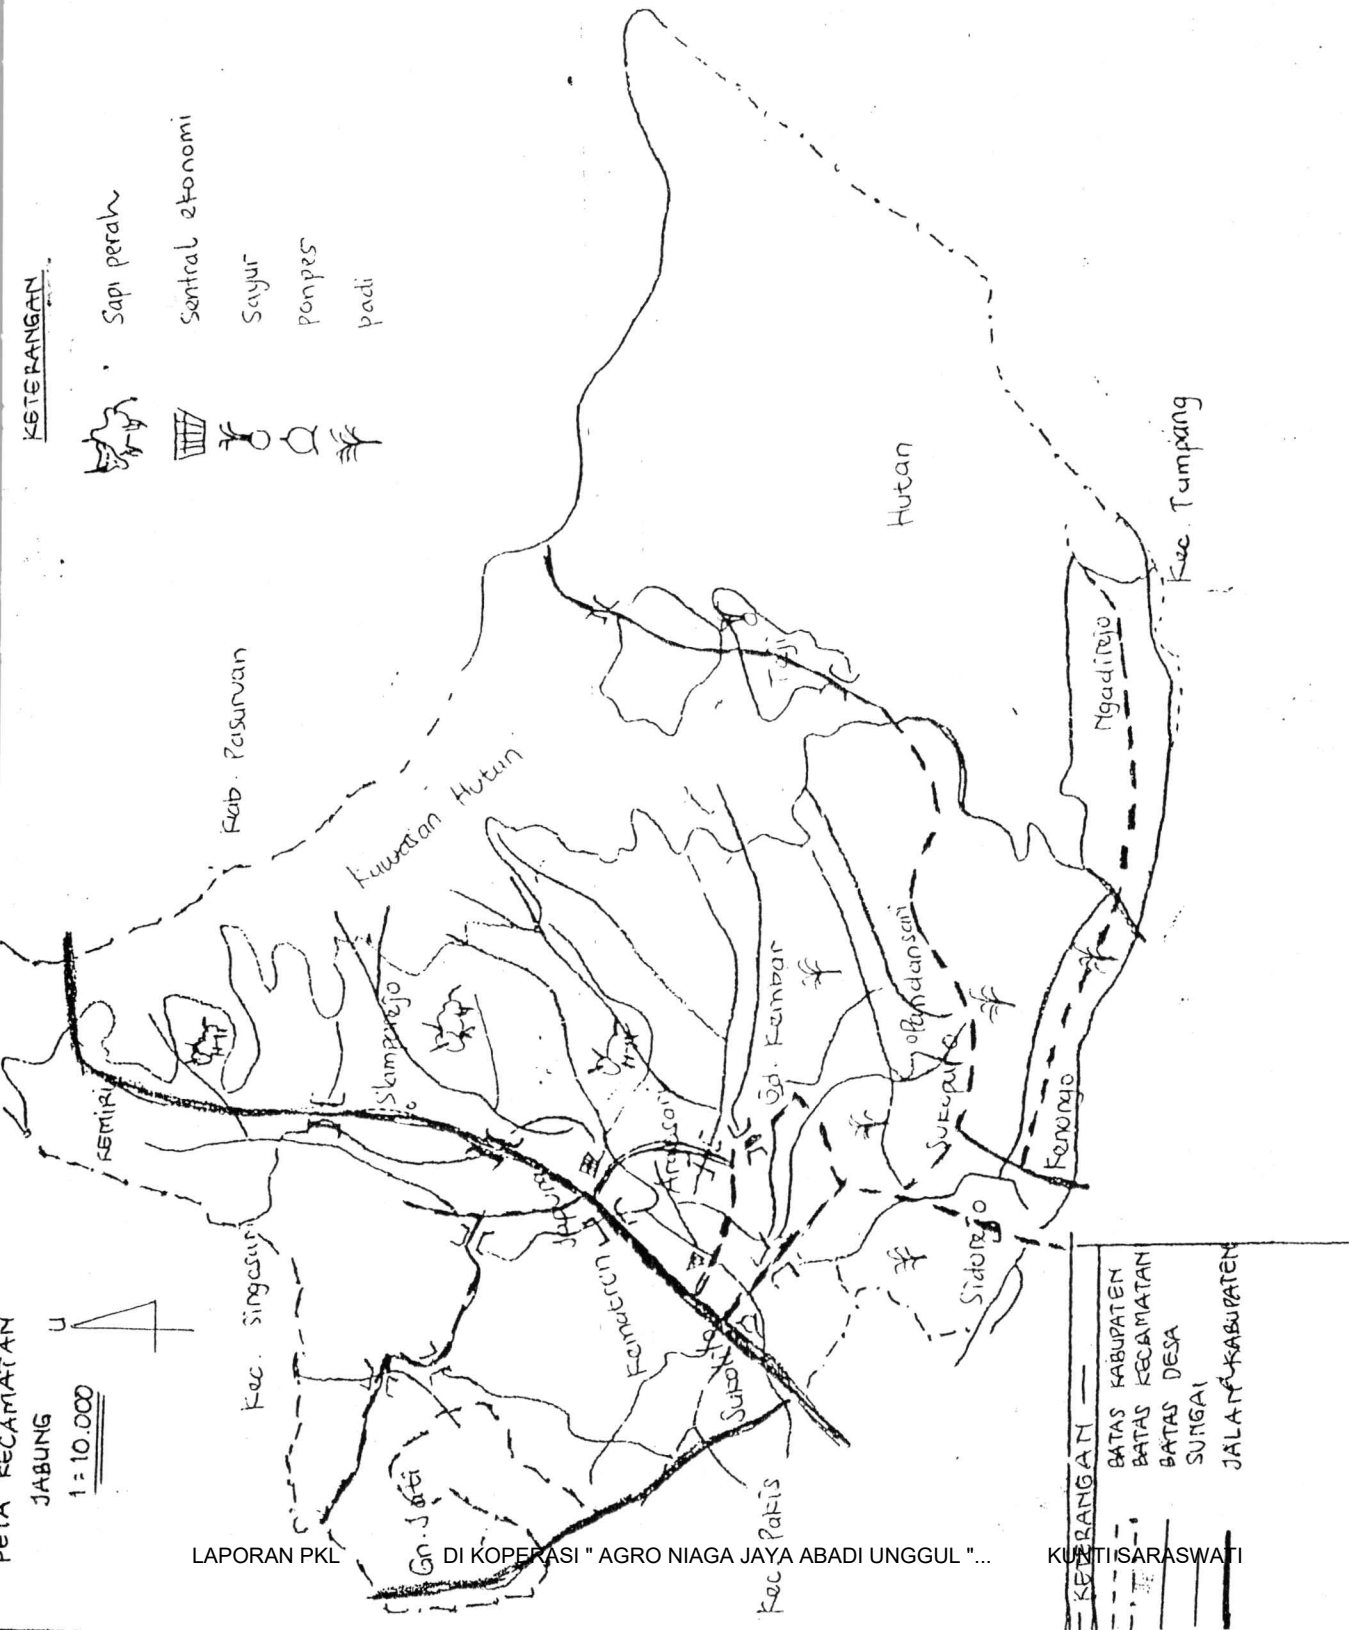 PETA KECAMATAN
JABUNG
1 : 10.000
U
KETERANGAN
Sapi perah
Sentral ekonomi
Sayur
Ponpes
padi
Kab. Pasuruan
Kawasan Hutan
Hutan
KEMIRI
Slamparejo
Kec. Singasari
Kemantren
Argosari
Gd. Kembar
Taji
Pandansari
Sukopuro
Ngadirejo
Kec. Tumpang
Kenongo
Sidorejo
Sukolilo
Gn. Jati
Kec. Pakis
KETERANGAN
BATAS KABUPATEN
BATAS KECAMATAN
BATAS DESA
SUNGAI
JALAN KABUPATEN
LAPORAN PKL DI KOPERASI " AGRO NIAGA JAYA ABADI UNGGUL "... KUNTI SARASWATI